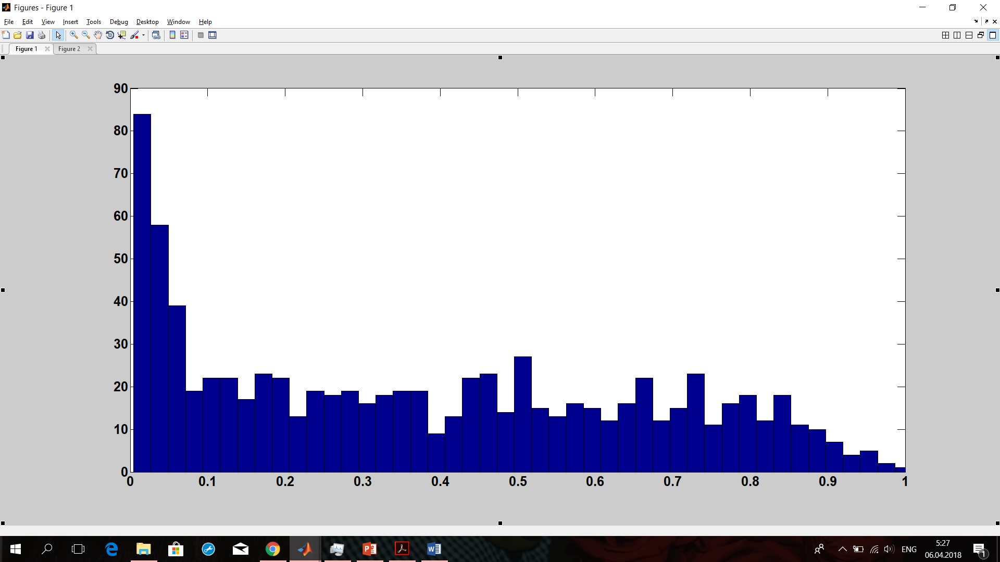 Figures - Figure 1
File Edit View Insert Tools Debug Desktop Window Help
Figure 1 Figure 2
90
80
70
60
50
40
30
20
10
0
0 0.1 0.2 0.3 0.4 0.5 0.6 0.7 0.8 0.9 1
ENG
5:27
06.04.2018
1